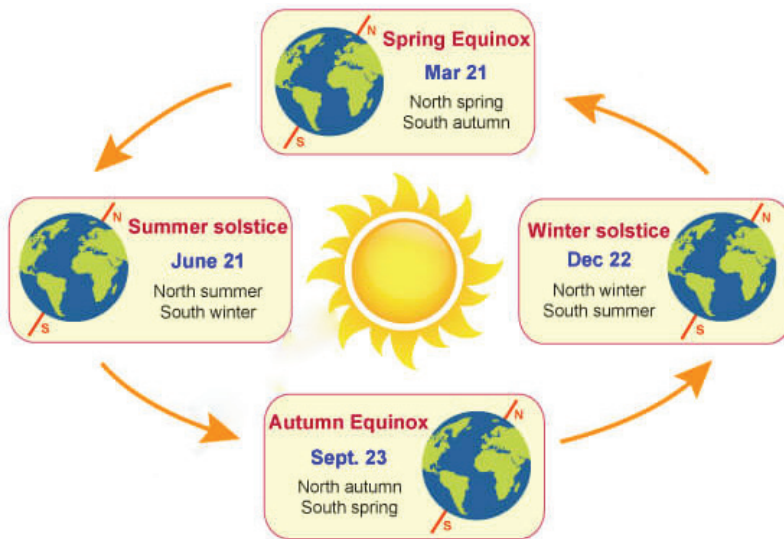 N
Spring Equinox
Mar 21
North spring
South autumn
S
N
Summer solstice
June 21
North summer
South winter
S
Winter solstice
N
Dec 22
North winter
South summer
S
Autumn Equinox
N
Sept. 23
North autumn
South spring
S